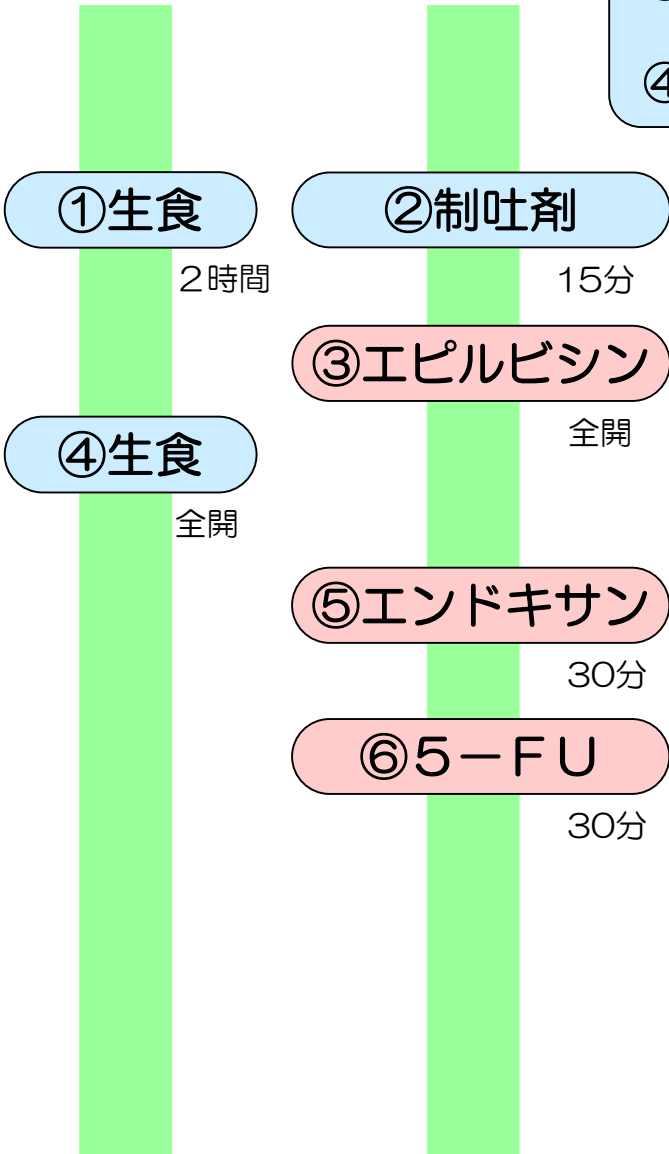 ④
①生食
②制吐剤
2時間
15分
③エピルビシン
全開
④生食
全開
⑤エンドキサン
30分
⑥5-FU
30分